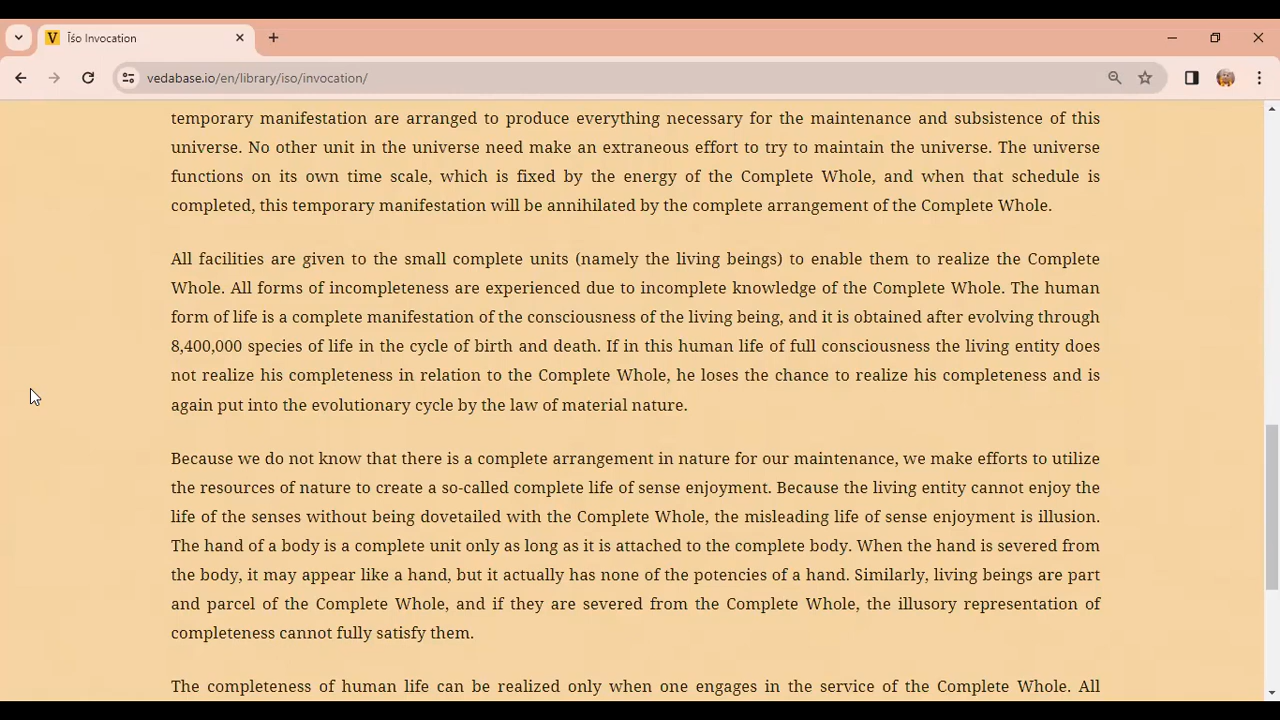 Īśo Invocation
vedabase.io/en/library/iso/invocation/
temporary manifestation are arranged to produce everything necessary for the maintenance and subsistence of this
universe. No other unit in the universe need make an extraneous effort to try to maintain the universe. The universe
functions on its own time scale, which is fixed by the energy of the Complete Whole, and when that schedule is
completed, this temporary manifestation will be annihilated by the complete arrangement of the Complete Whole.
All facilities are given to the small complete units (namely the living beings) to enable them to realize the Complete
Whole. All forms of incompleteness are experienced due to incomplete knowledge of the Complete Whole. The human
form of life is a complete manifestation of the consciousness of the living being, and it is obtained after evolving through
8,400,000 species of life in the cycle of birth and death. If in this human life of full consciousness the living entity does
not realize his completeness in relation to the Complete Whole, he loses the chance to realize his completeness and is
again put into the evolutionary cycle by the law of material nature.
Because we do not know that there is a complete arrangement in nature for our maintenance, we make efforts to utilize
the resources of nature to create a so-called complete life of sense enjoyment. Because the living entity cannot enjoy the
life of the senses without being dovetailed with the Complete Whole, the misleading life of sense enjoyment is illusion.
The hand of a body is a complete unit only as long as it is attached to the complete body. When the hand is severed from
the body, it may appear like a hand, but it actually has none of the potencies of a hand. Similarly, living beings are part
and parcel of the Complete Whole, and if they are severed from the Complete Whole, the illusory representation of
completeness cannot fully satisfy them.
The completeness of human life can be realized only when one engages in the service of the Complete Whole. All